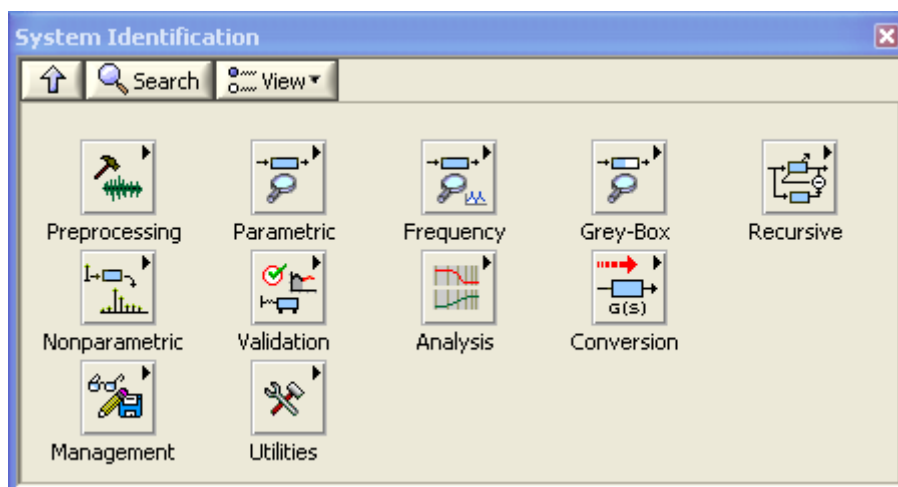 System Identification
Search View
Preprocessing Parametric Frequency Grey-Box Recursive
G(S)
Nonparametric Validation Analysis Conversion
Management Utilities